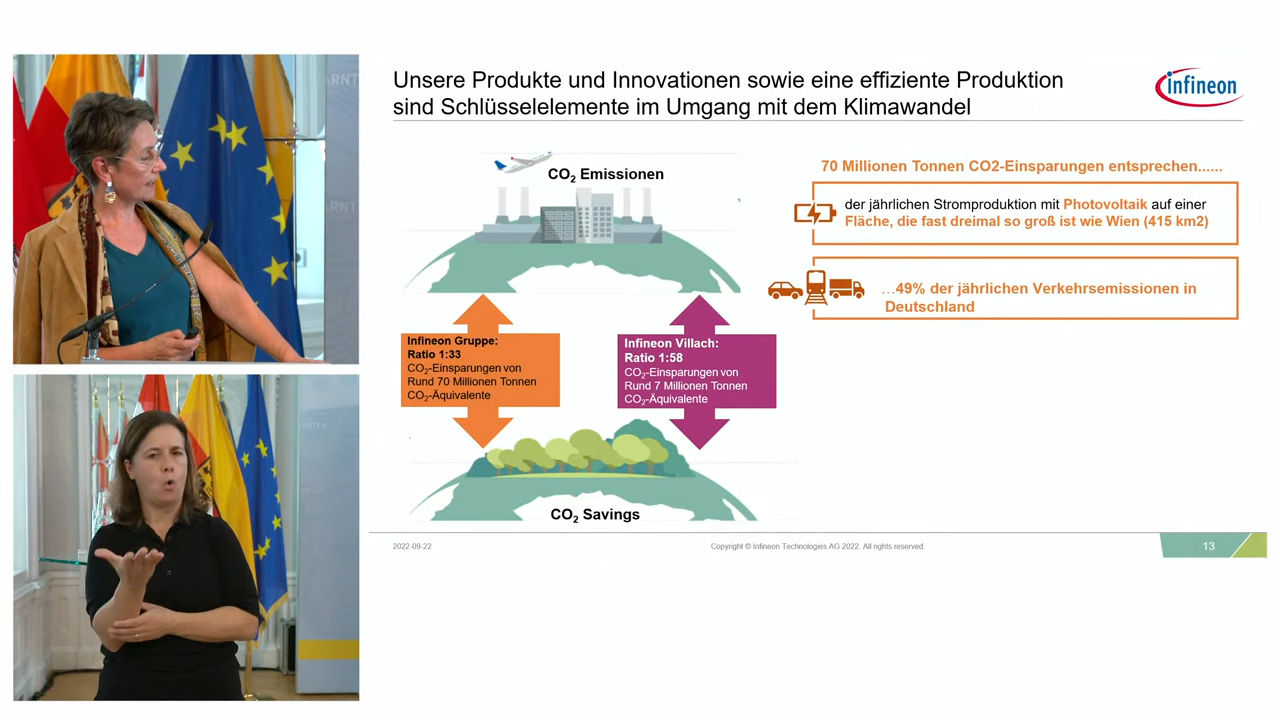 Unsere Produkte und Innovationen sowie eine effiziente Produktion
sind Schlüsselelemente im Umgang mit dem Klimawandel
infineon
CO2 Emissionen
Infineon Gruppe:
Ratio 1:33
CO2-Einsparungen von
Rund 70 Millionen Tonnen
CO2-Äquivalente
Infineon Villach:
Ratio 1:58
CO2-Einsparungen von
Rund 7 Millionen Tonnen
CO2-Äquivalente
CO2 Savings
70 Millionen Tonnen CO2-Einsparungen entsprechen......
der jährlichen Stromproduktion mit Photovoltaik auf einer
Fläche, die fast dreimal so groß ist wie Wien (415 km2)
…49% der jährlichen Verkehrsemissionen in
Deutschland
2022-09-22
Copyright © Infineon Technologies AG 2022. All rights reserved.
13